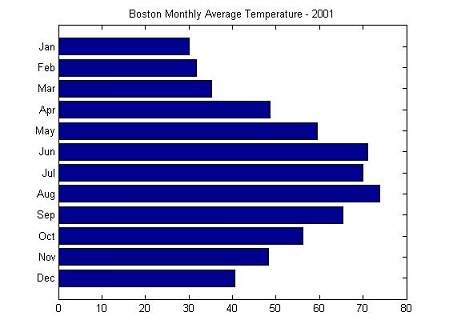 Boston Monthly Average Temperature - 2001
Jan
Feb
Mar
Apr
May
Jun
Jul
Aug
Sep
Oct
Nov
Dec
0 10 20 30 40 50 60 70 80